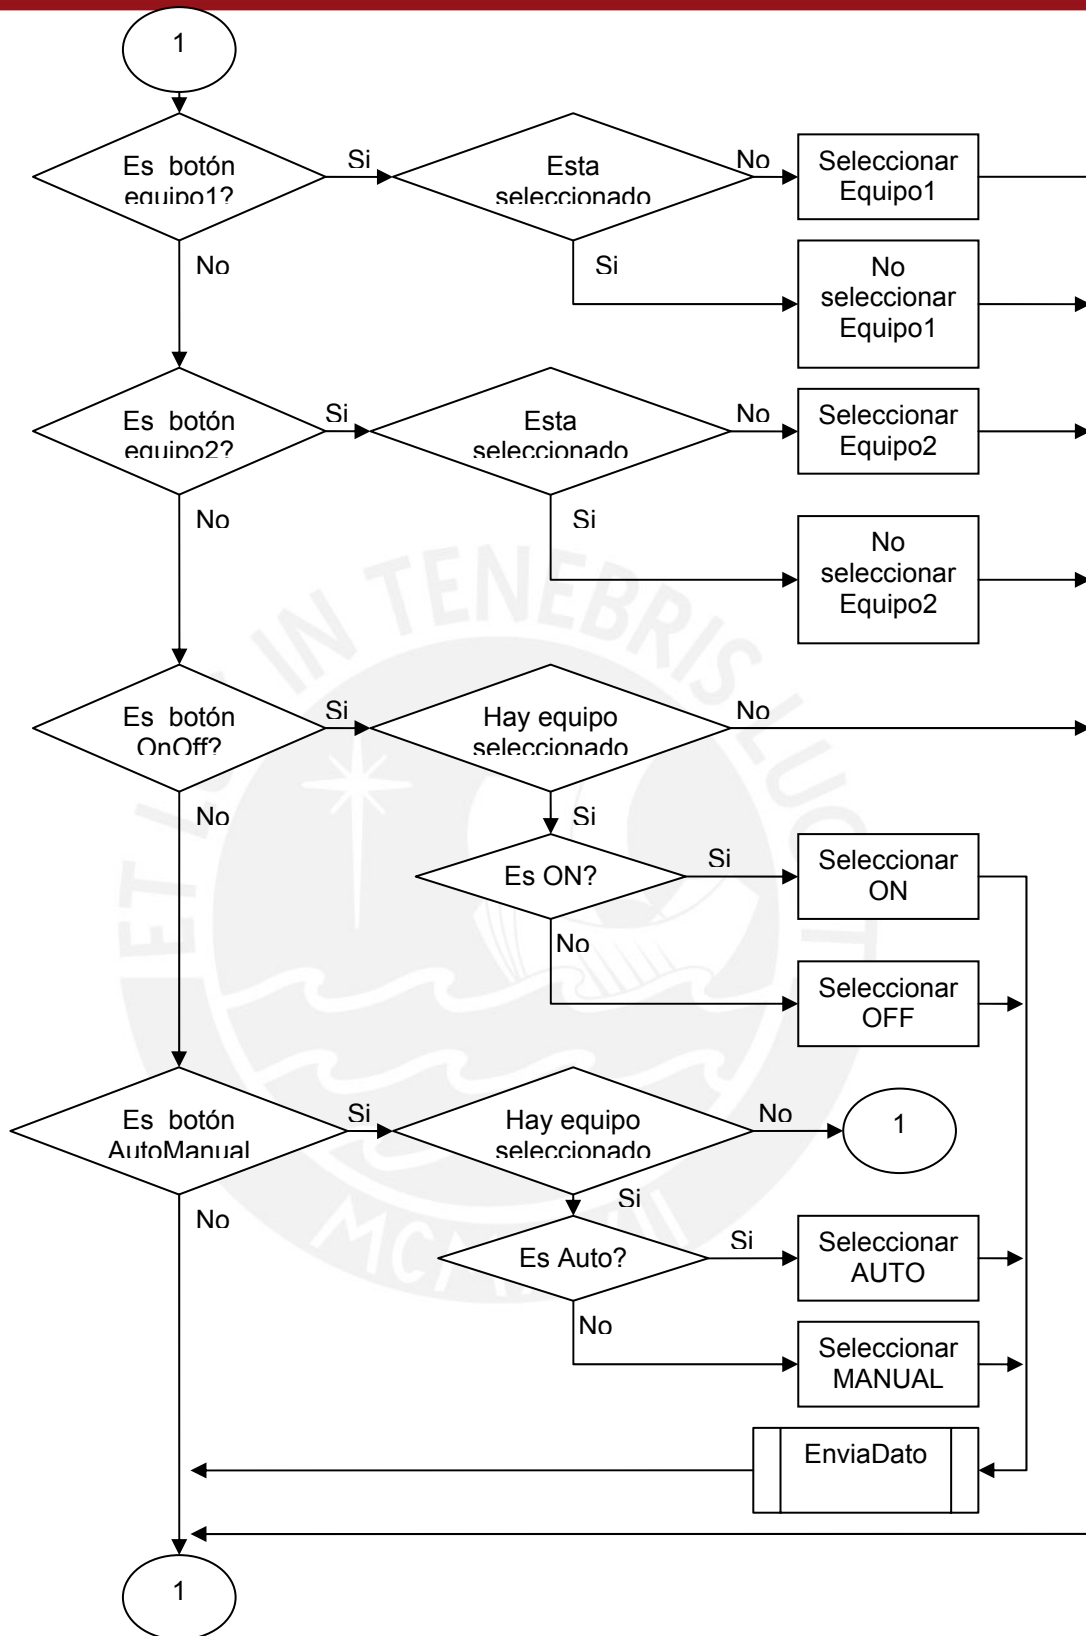 1
Es botón
equipo1?
Si
Esta
seleccionado
No
Seleccionar
Equipo1
No
Si
No
seleccionar
Equipo1
Es botón
equipo2?
Si
Esta
seleccionado
No
Seleccionar
Equipo2
No
Si
No
seleccionar
Equipo2
Es botón
OnOff?
Si
Hay equipo
seleccionado
No
No
Si
Es ON?
Si
Seleccionar
ON
No
Seleccionar
OFF
Es botón
AutoManual
Si
Hay equipo
seleccionado
No
1
No
Si
Es Auto?
Si
Seleccionar
AUTO
No
Seleccionar
MANUAL
EnviaDato
1
ET IN TENEBRIS